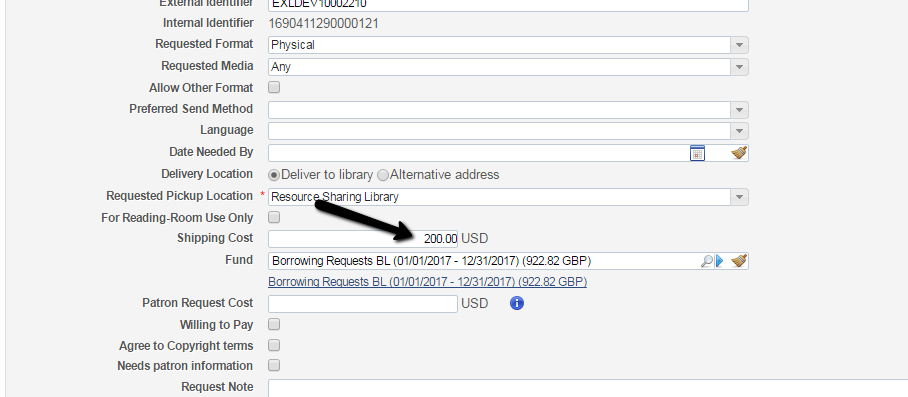 External Identifier EXLDEV10002210
Internal Identifier 1690411290000121
Requested Format Physical
Requested Media Any
Allow Other Format
Preferred Send Method
Language
Date Needed By
Delivery Location Deliver to library Alternative address
Requested Pickup Location * Resource Sharing Library
For Reading-Room Use Only
Shipping Cost 200.00 USD
Fund Borrowing Requests BL (01/01/2017 - 12/31/2017) (922.82 GBP)
Borrowing Requests BL (01/01/2017 - 12/31/2017) (922.82 GBP)
Patron Request Cost USD
Willing to Pay
Agree to Copyright terms
Needs patron information
Request Note